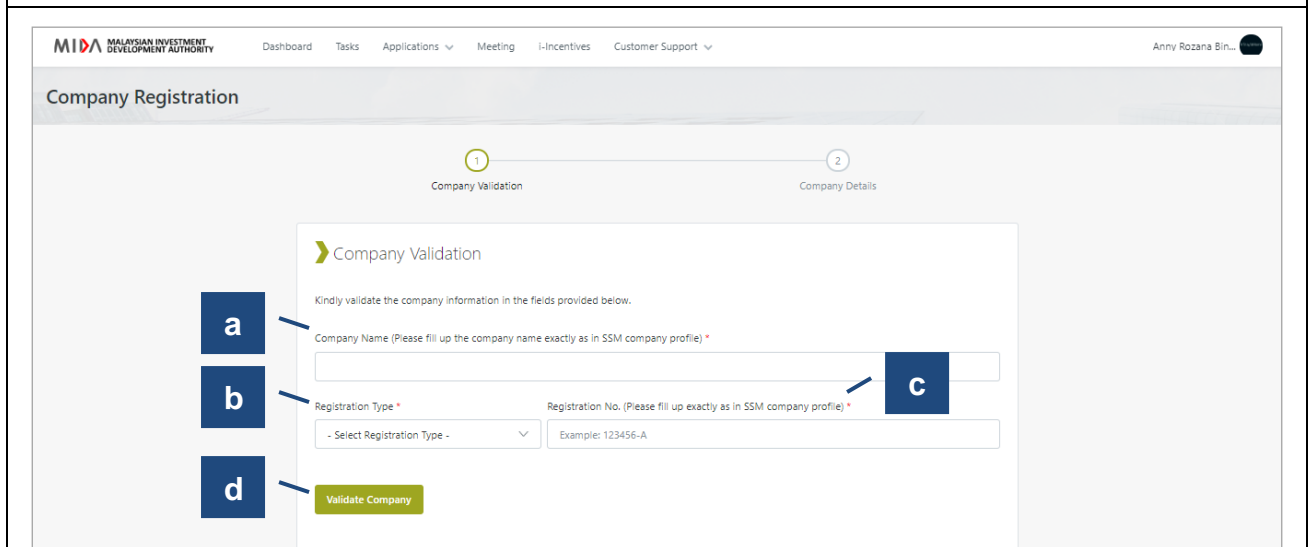 MIDA MALAYSIAN INVESTMENT DEVELOPMENT AUTHORITY Dashboard Tasks Applications Meeting i-Incentives Customer Support Anny Rozana Bin...
Company Registration
1 2
Company Validation Company Details
Company Validation
Kindly validate the company information in the fields provided below.
a
Company Name (Please fill up the company name exactly as in SSM company profile) *
b
c
Registration Type * Registration No. (Please fill up exactly as in SSM company profile) *
- Select Registration Type - Example: 123456-A
d
Validate Company